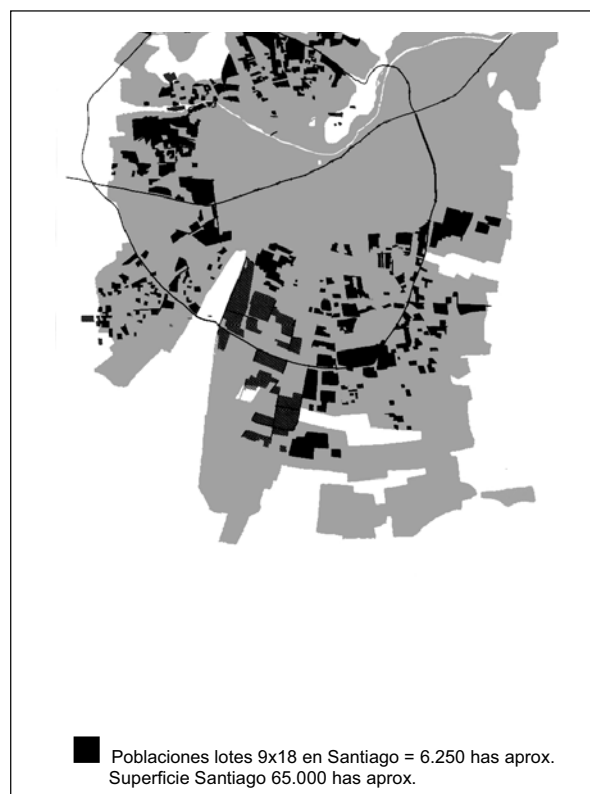 Poblaciones lotes 9x18 en Santiago = 6.250 has aprox.
Superficie Santiago 65.000 has aprox.